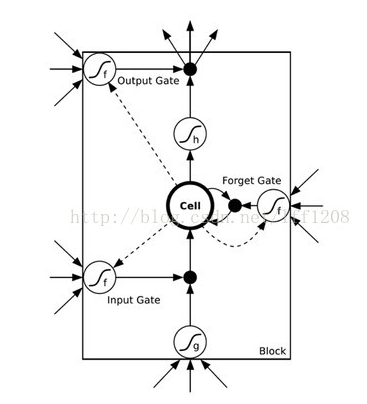 f
Output Gate
h
Forget Gate
Cell
f
f
Input Gate
g
Block